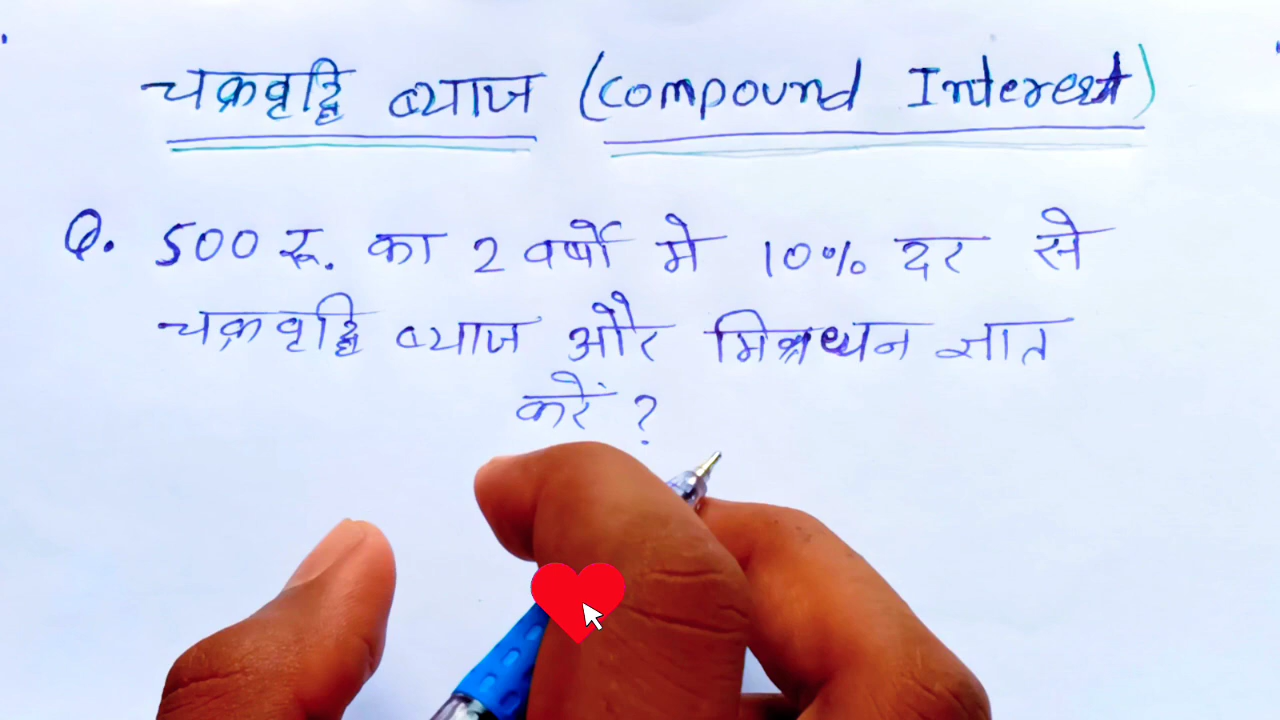 चक्रवृद्धि ब्याज (Compound Interest)
Q. 500 रू. का 2 वर्षों मे 10% दर से
चक्रवृद्धि ब्याज और मिश्रधन ज्ञात
करें ?